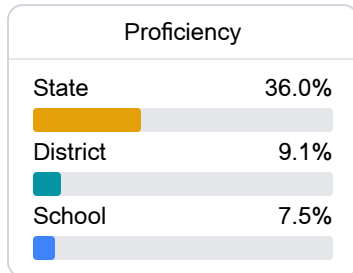 Proficiency
State 36.0%
District 9.1%
School 7.5%